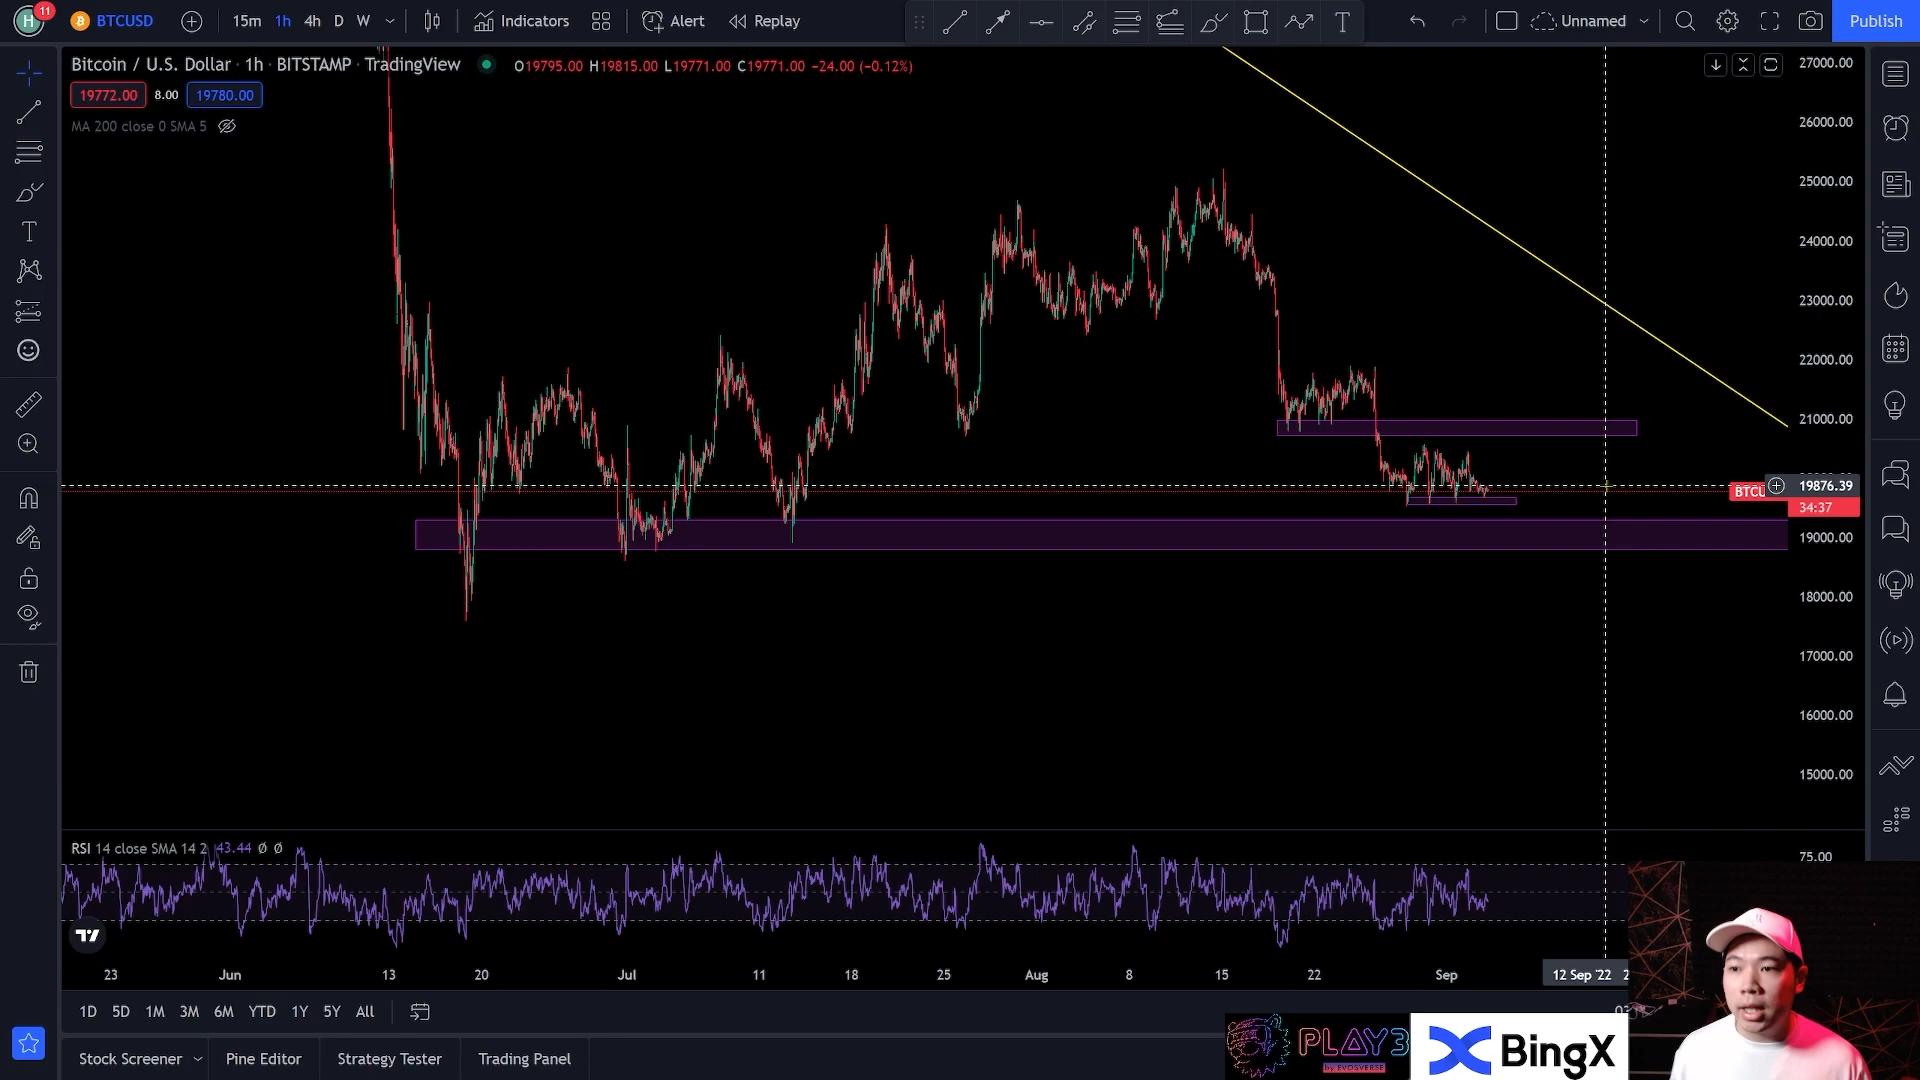 H 11 BTCUSD 15m 1h 4h D W Indicators Alert Replay T Unnamed Publish
Bitcoin / U.S. Dollar · 1h · BITSTAMP · TradingView O19795.00 H19815.00 L19771.00 C19771.00 −24.00 (−0.12%)
19772.00 8.00 19780.00
MA 200 close 0 SMA 5
27000.00
26000.00
25000.00
24000.00
23000.00
22000.00
21000.00
BTCU 19876.39
34:37
19000.00
18000.00
17000.00
16000.00
15000.00
RSI 14 close SMA 14 2 43.44 Ø Ø
75.00
23 Jun 13 20 Jul 11 18 25 Aug 8 15 22 Sep 12 Sep '22
1D 5D 1M 3M 6M YTD 1Y 5Y All
Stock Screener Pine Editor Strategy Tester Trading Panel
PLAY3
by EVOSVERSE
BingX